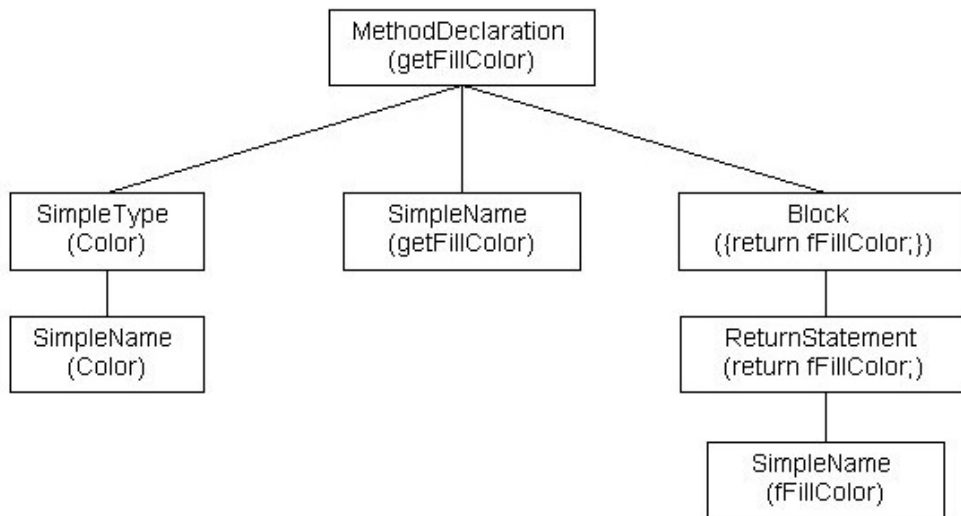 MethodDeclaration
(getFillColor)
SimpleType
(Color)
SimpleName
(getFillColor)
Block
({return fFillColor;})
SimpleName
(Color)
ReturnStatement
(return fFillColor;)
SimpleName
(fFillColor)